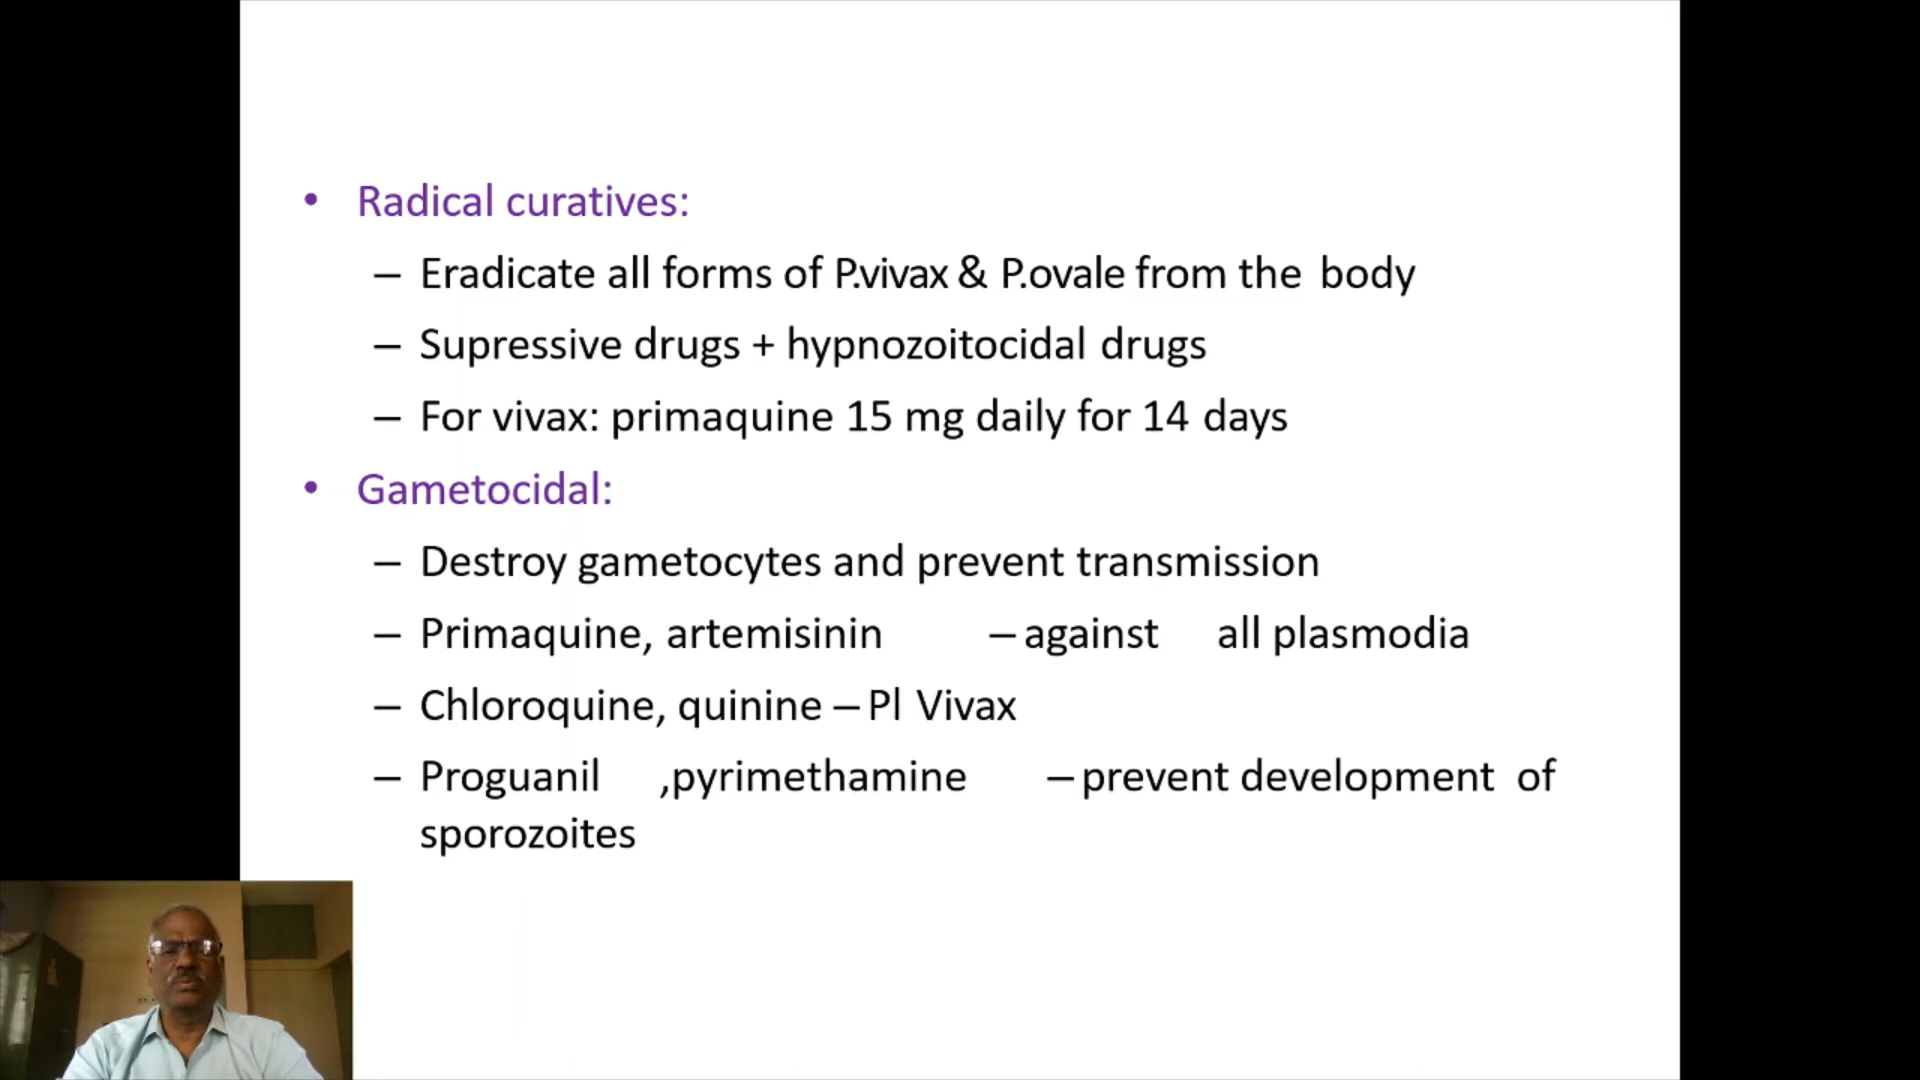 • Radical curatives:
– Eradicate all forms of P.vivax & P.ovale from the body
– Supressive drugs + hypnozoitocidal drugs
– For vivax: primaquine 15 mg daily for 14 days
• Gametocidal:
– Destroy gametocytes and prevent transmission
– Primaquine, artemisinin – against all plasmodia
– Chloroquine, quinine – Pl Vivax
– Proguanil ,pyrimethamine – prevent development of
sporozoites